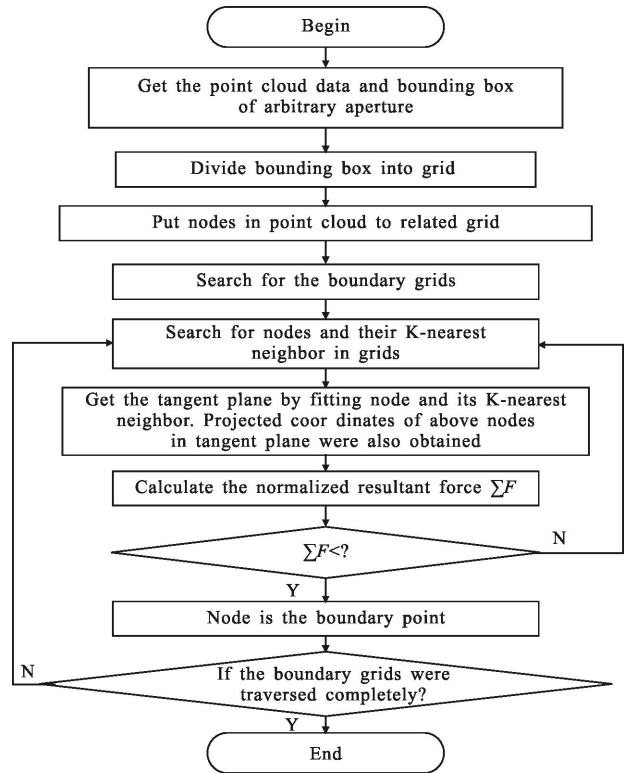 Begin
Get the point cloud data and bounding box
of arbitrary aperture
Divide bounding box into grid
Put nodes in point cloud to related grid
Search for the boundary grids
Search for nodes and their K-nearest
neighbor in grids
Get the tangent plane by fitting node and its K-nearest
neighbor. Projected coor dinates of above nodes
in tangent plane were also obtained
Calculate the normalized resultant force ∑F
∑F<?
N
Y
Node is the boundary point
If the boundary grids were
traversed completely?
N
Y
End